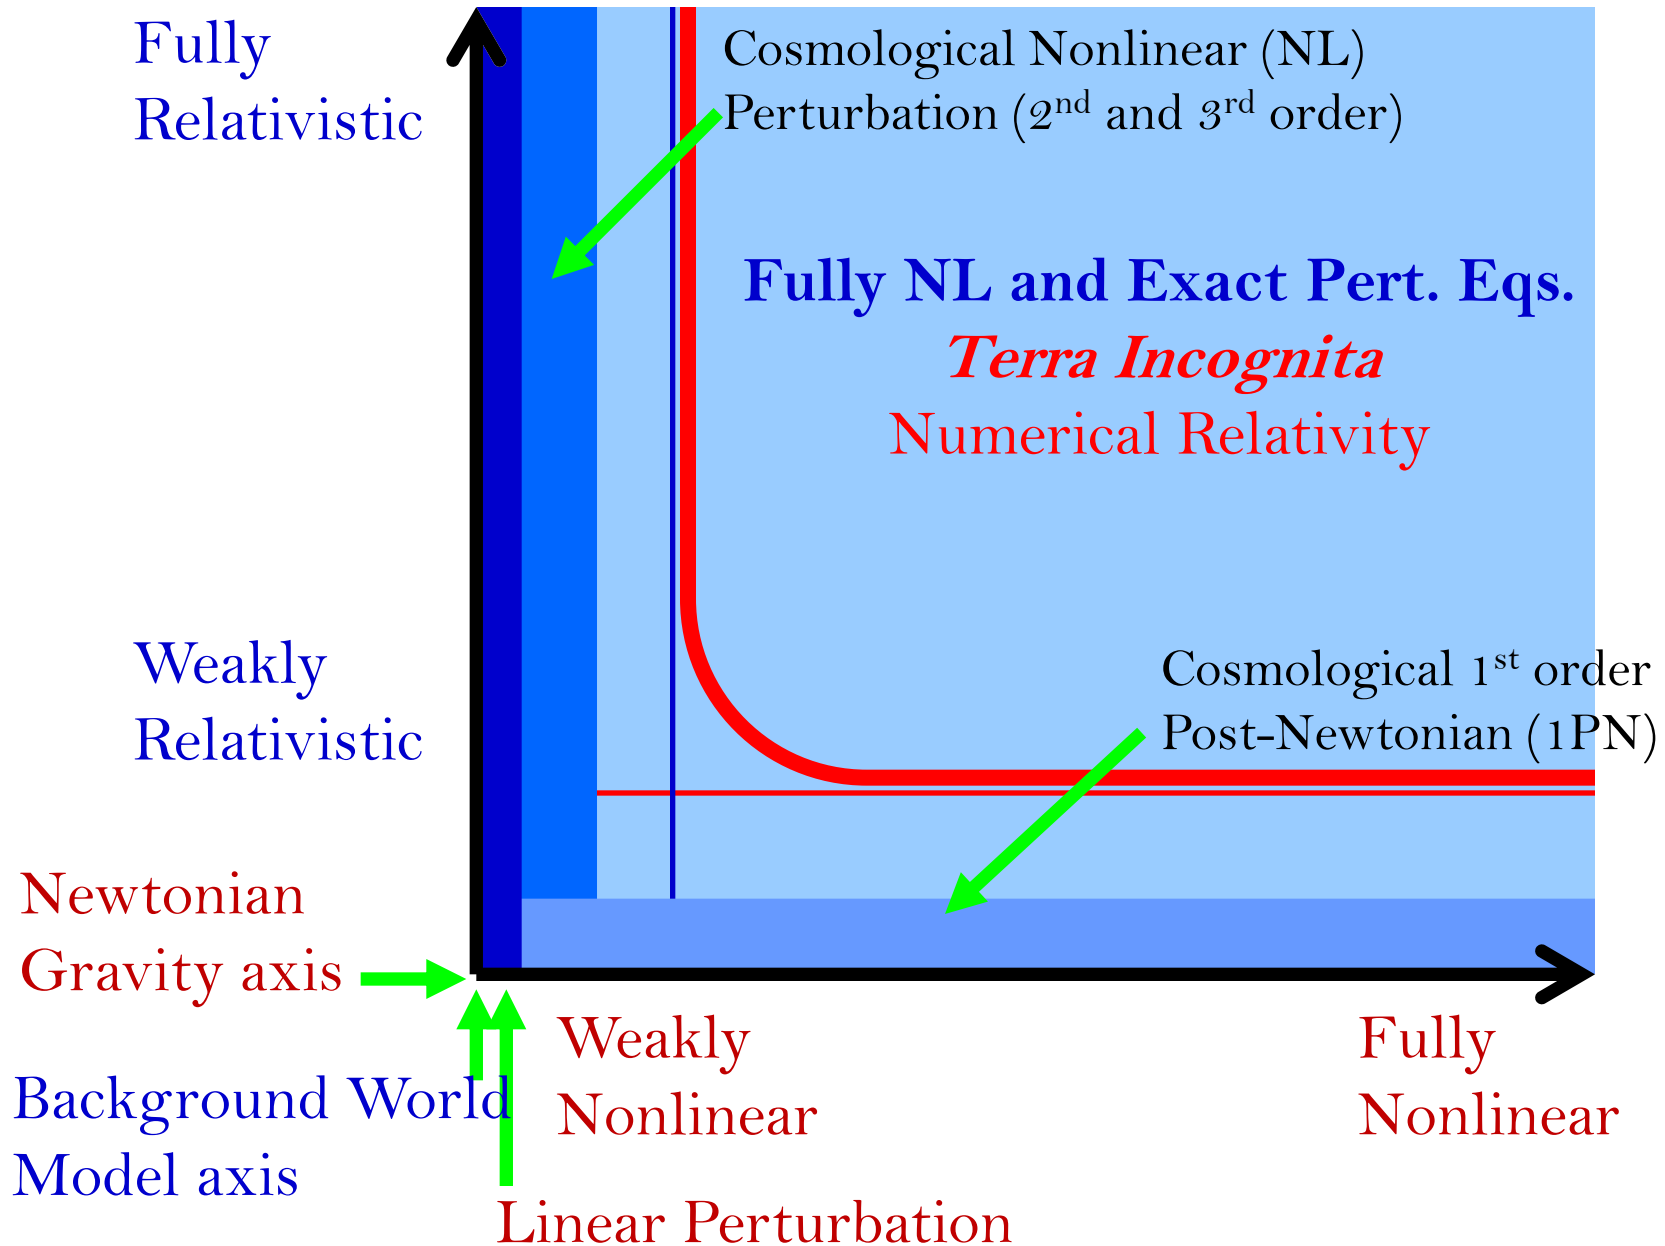 Fully
Relativistic
Cosmological Nonlinear (NL)
Perturbation (2nd and 3rd order)
Fully NL and Exact Pert. Eqs.
Terra Incognita
Numerical Relativity
Weakly
Relativistic
Cosmological 1st order
Post-Newtonian (1PN)
Newtonian
Gravity axis
Background World
Model axis
Weakly
Nonlinear
Fully
Nonlinear
Linear Perturbation